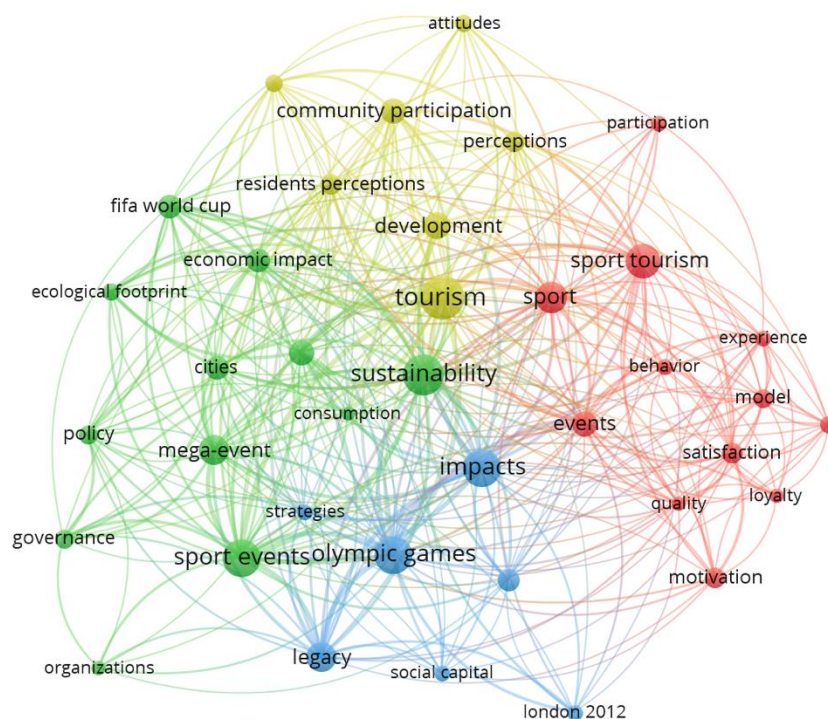 attitudes
community participation
participation
perceptions
residents perceptions
fifa world cup
development
economic impact
sport tourism
ecological footprint
tourism
sport
experience
cities
behavior
sustainability
model
consumption
events
policy
mega-event
satisfaction
impacts
quality
loyalty
strategies
governance
sport events
olympic games
motivation
legacy
organizations
social capital
london 2012